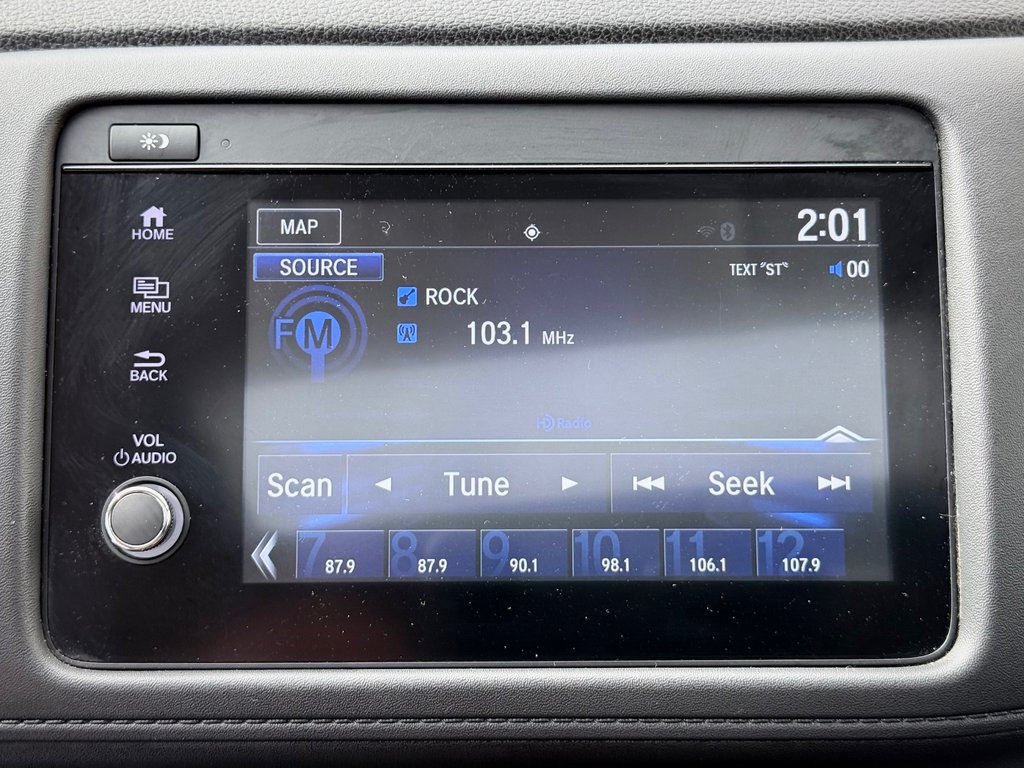 HOME
MENU
BACK
VOL
AUDIO
MAP
2:01
SOURCE
TEXT "ST"
00
FM
ROCK
103.1 MHz
HD Radio
Scan
Tune
Seek
7 87.9
8 87.9
9 90.1
10 98.1
11 106.1
12 107.9